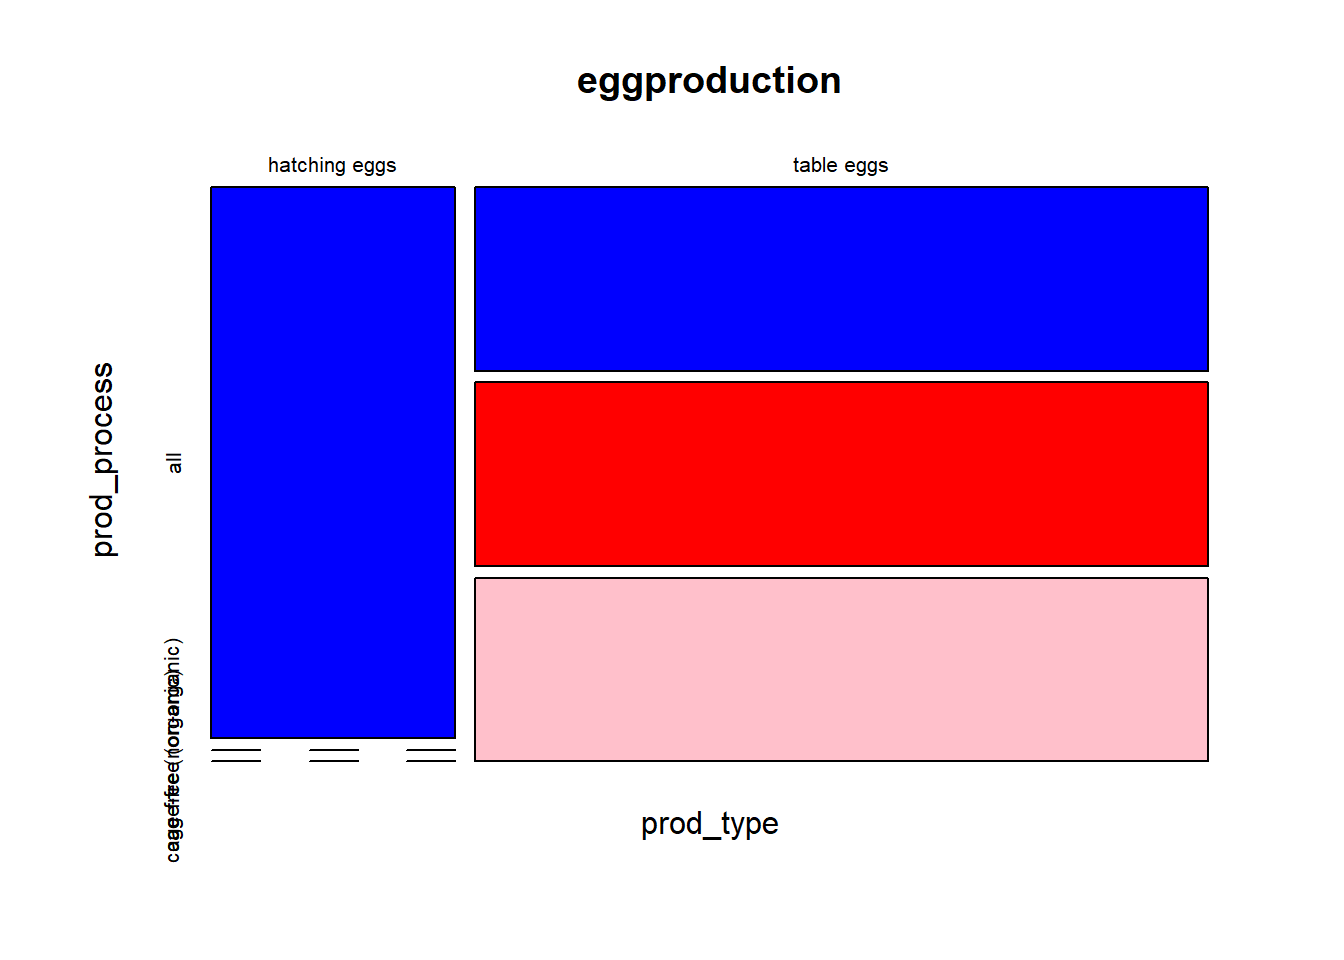 eggproduction
hatching eggs
table eggs
prod_process
all
prod_type